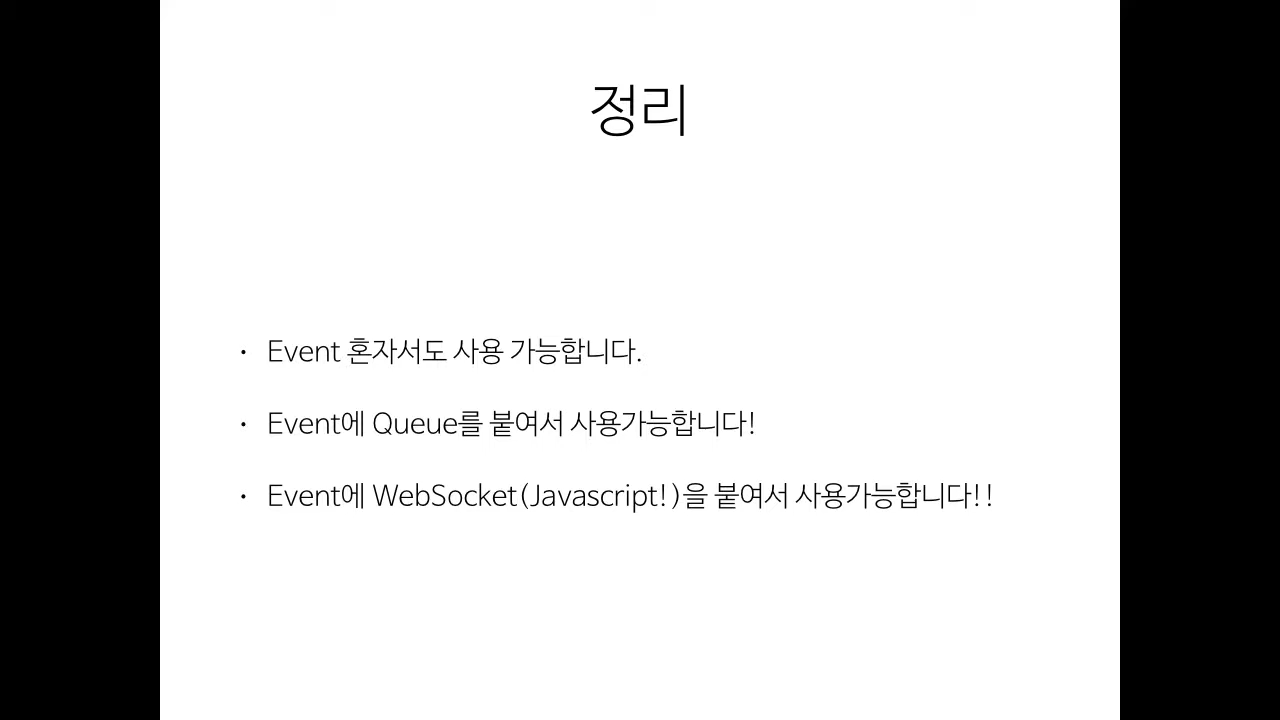 정리
• Event 혼자서도 사용 가능합니다.
• Event에 Queue를 붙여서 사용가능합니다!
• Event에 WebSocket(Javascript!)을 붙여서 사용가능합니다!!